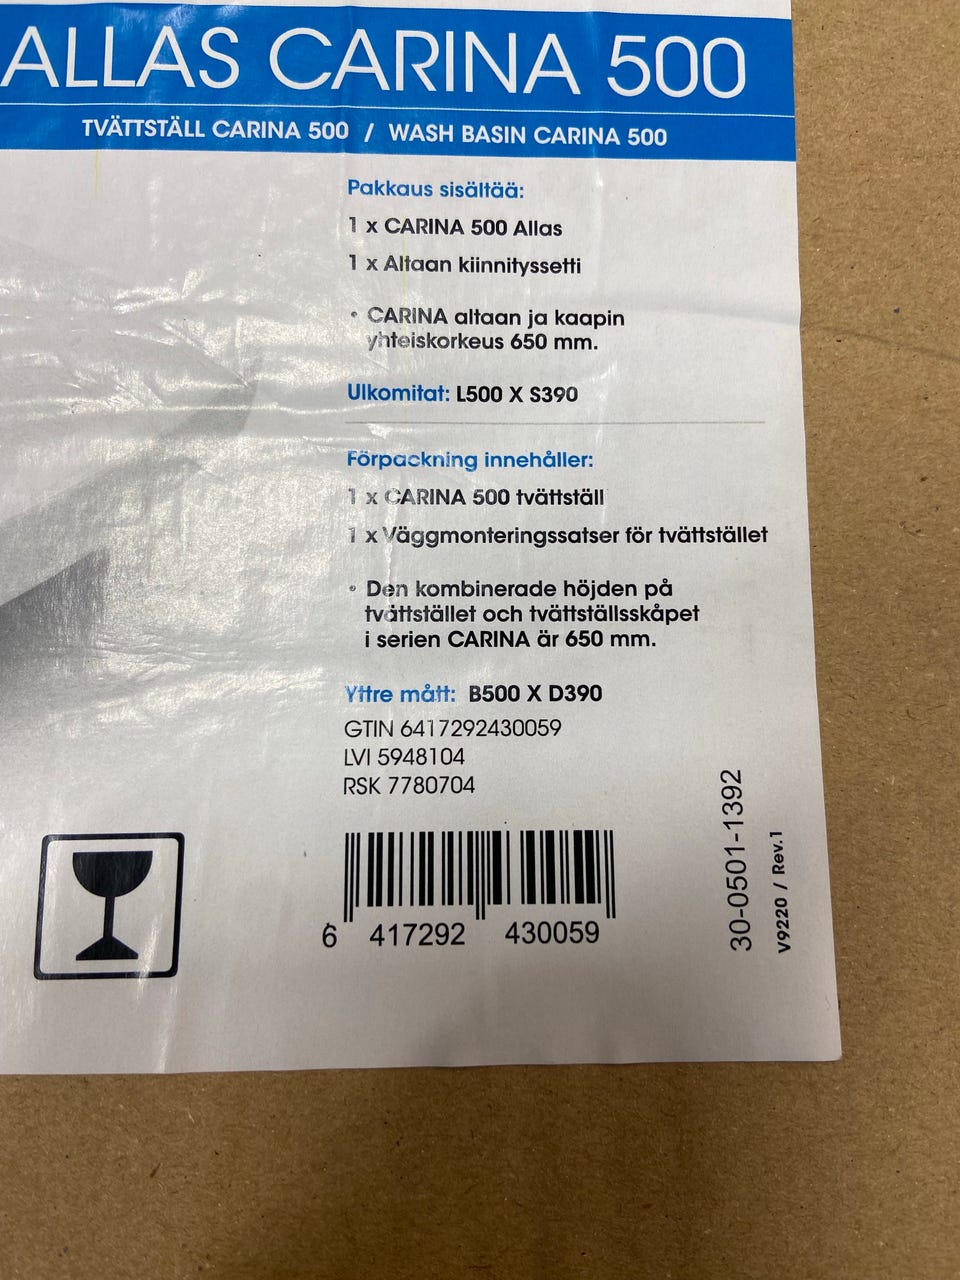 ALLAS CARINA 500
TVÄTTSTÄLL CARINA 500 / WASH BASIN CARINA 500
Pakkaus sisältää:
1 x CARINA 500 Allas
1 x Altaan kiinnityssetti
• CARINA altaan ja kaapin
yhteiskorkeus 650 mm.
Ulkomitat: L500 X S390
Förpackning innehåller:
1 x CARINA 500 tvättställ
1 x Väggmonteringssatser för tvättstället
• Den kombinerade höjden på
tvättstället och tvättställsskåpet
i serien CARINA är 650 mm.
Yttre mått: B500 X D390
GTIN 6417292430059
LVI 5948104
RSK 7780704
6 417292 430059
30-0501-1392
V9220 / Rev.1